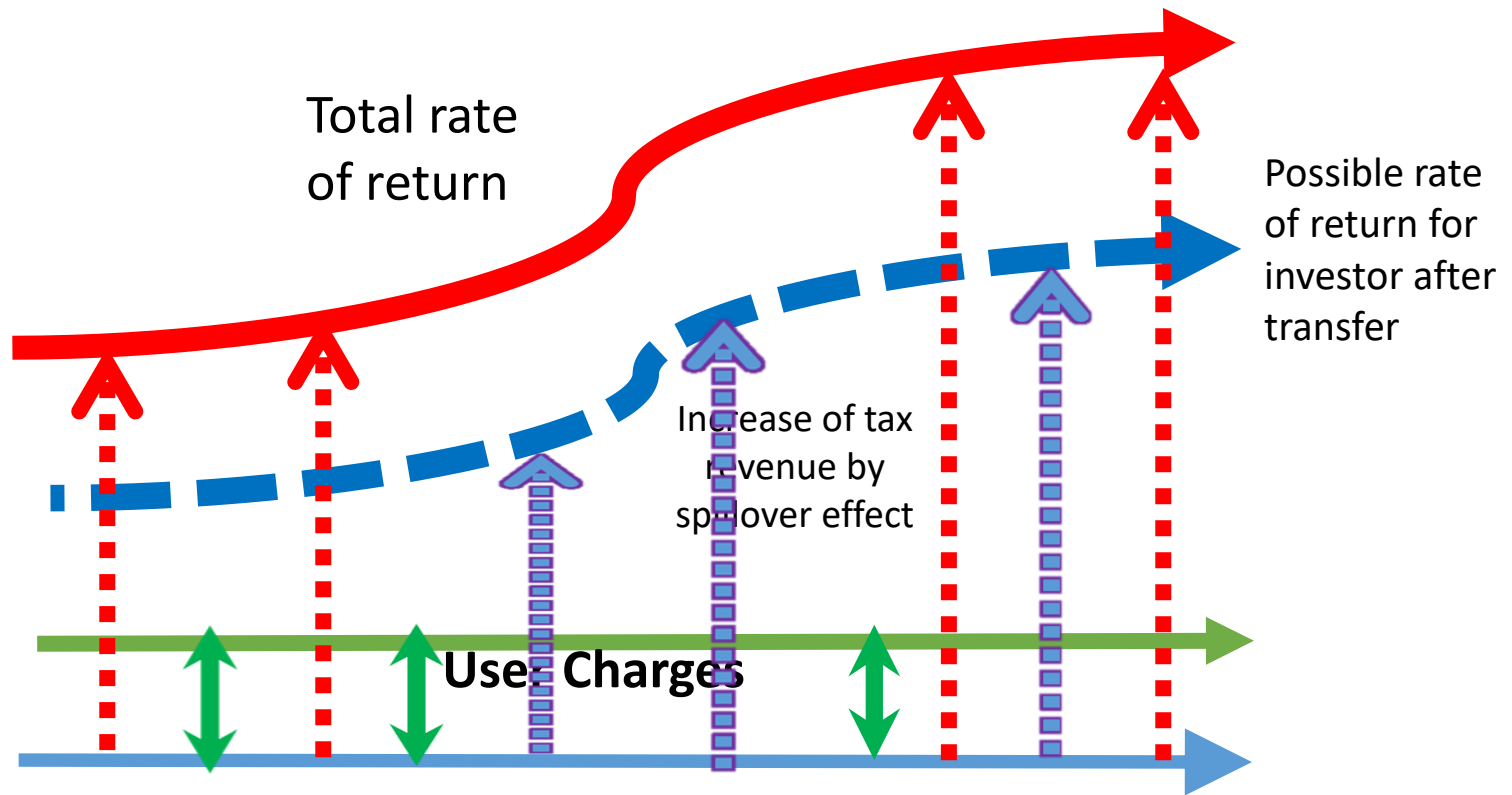 Total rate
of return
Possible rate
of return for
investor after
transfer
Increase of tax
revenue by
spillover effect
User Charges